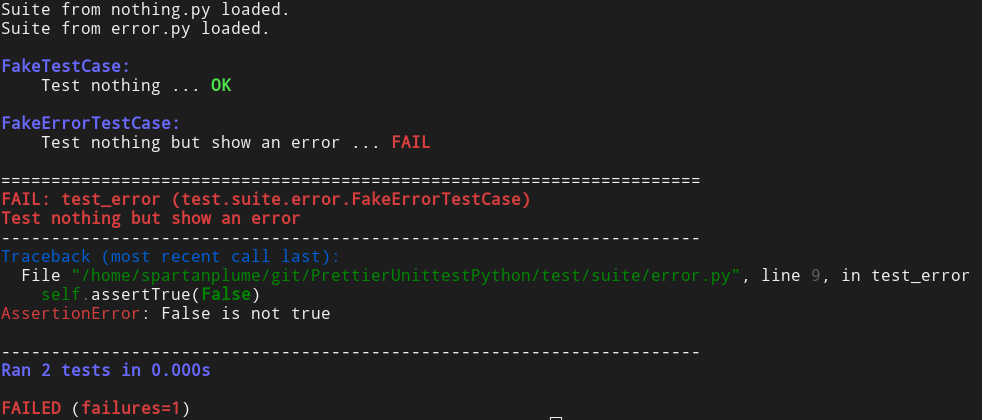 Suite from nothing.py loaded.
Suite from error.py loaded.
FakeTestCase:
Test nothing ... OK
FakeErrorTestCase:
Test nothing but show an error ... FAIL
======================================================================
FAIL: test_error (test.suite.error.FakeErrorTestCase)
Test nothing but show an error
----------------------------------------------------------------------
Traceback (most recent call last):
File "/home/spartanplume/git/PrettierUnittestPython/test/suite/error.py", line 9, in test_error
self.assertTrue(False)
AssertionError: False is not true
----------------------------------------------------------------------
Ran 2 tests in 0.000s
FAILED (failures=1)